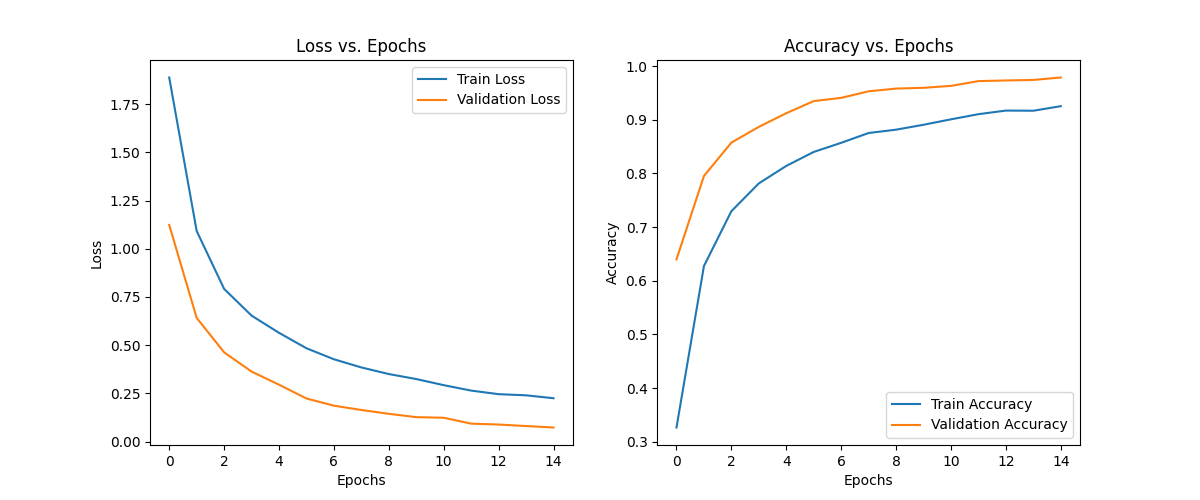 Loss vs. Epochs
Train Loss
Validation Loss
1.75
1.50
1.25
1.00
0.75
0.50
0.25
0.00
Loss
0 2 4 6 8 10 12 14
Epochs
Accuracy vs. Epochs
1.0
0.9
0.8
0.7
0.6
0.5
0.4
0.3
Accuracy
Train Accuracy
Validation Accuracy
0 2 4 6 8 10 12 14
Epochs